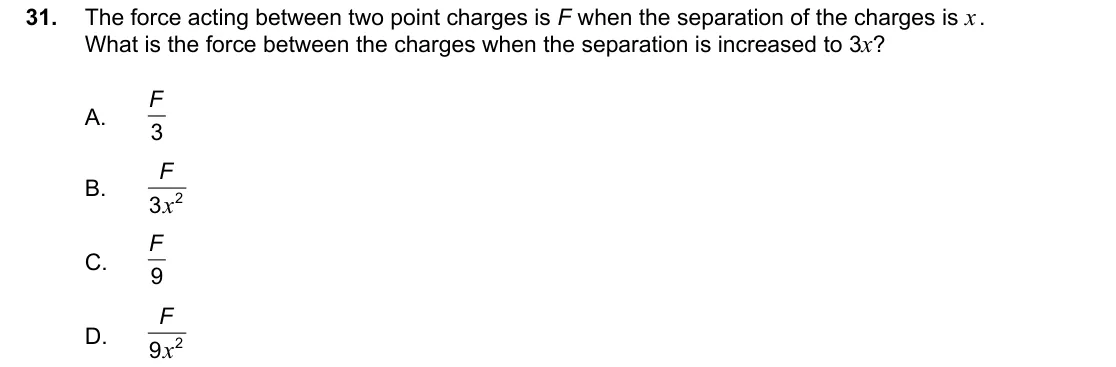 31. The force acting between two point charges is F when the separation of the charges is x.
What is the force between the charges when the separation is increased to 3x?
A. F/3
B. F/3x²
C. F/9
D. F/9x²